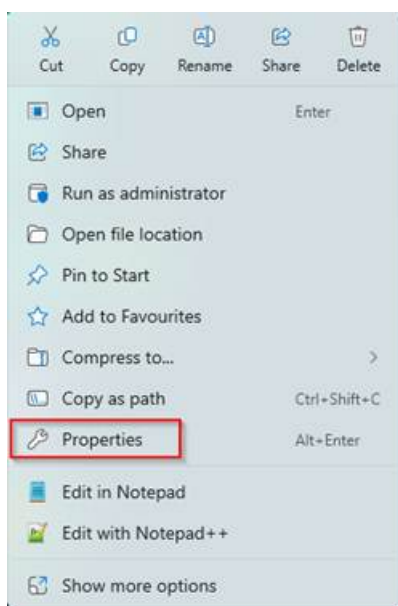 Cut Copy Rename Share Delete
Open Enter
Share
Run as administrator
Open file location
Pin to Start
Add to Favourites
Compress to...
Copy as path Ctrl+Shift+C
Properties Alt+Enter
Edit in Notepad
Edit with Notepad++
Show more options